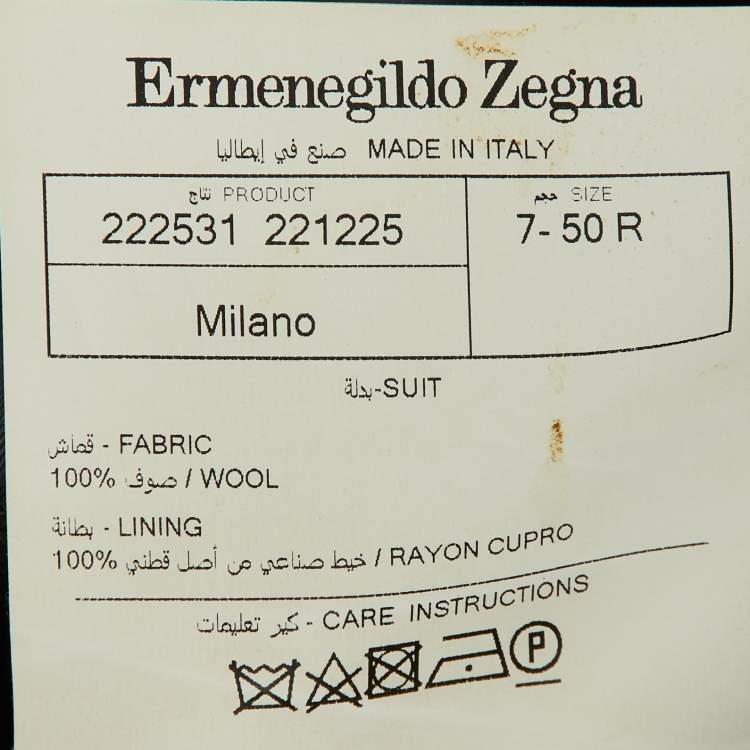 Ermenegildo Zegna
صنع في إيطاليا MADE IN ITALY
نتاج PRODUCT
222531 221225
حجم SIZE
7- 50 R
Milano
بدلة-SUIT
قماش - FABRIC
100% صوف / WOOL
بطانة - LINING
100% خيط صناعي من أصل قطني / RAYON CUPRO
كير تعليمات - CARE INSTRUCTIONS
P